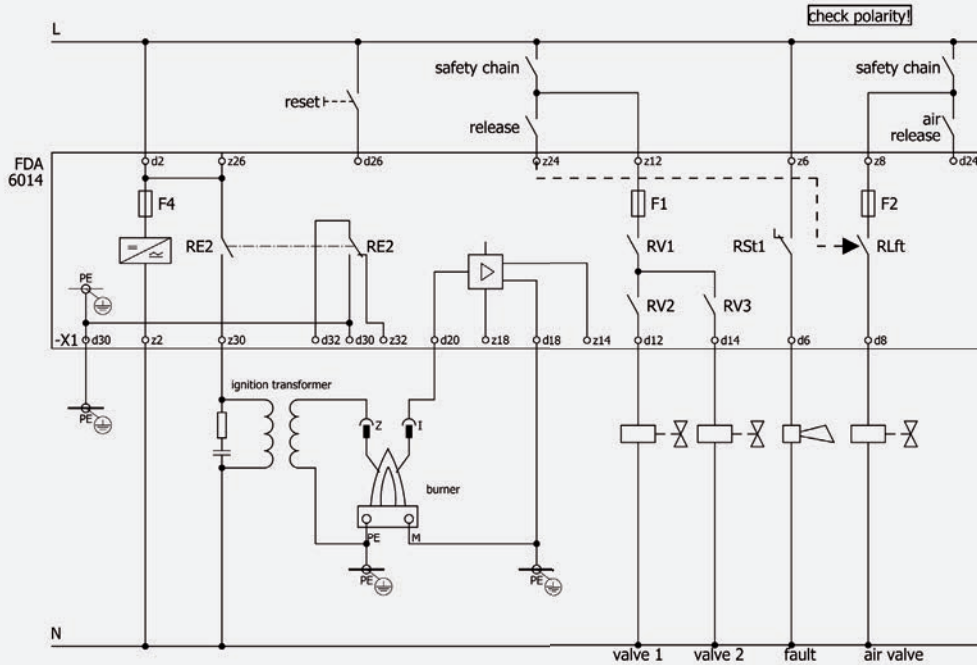 check polarity!
L
safety chain
safety chain
reset
release
air
release
FDA
6014
d2
z26
d26
z24
z12
z6
z8
d24
F4
F1
F2
RE2
RE2
RV1
RSt1
RLft
PE
RV2
RV3
-X1
d30
z2
z30
d32
d30
z32
d20
z18
d18
z14
d12
d14
d6
d8
ignition transformer
PE
Z
I
burner
PE
M
PE
PE
N
valve 1
valve 2
fault
air valve